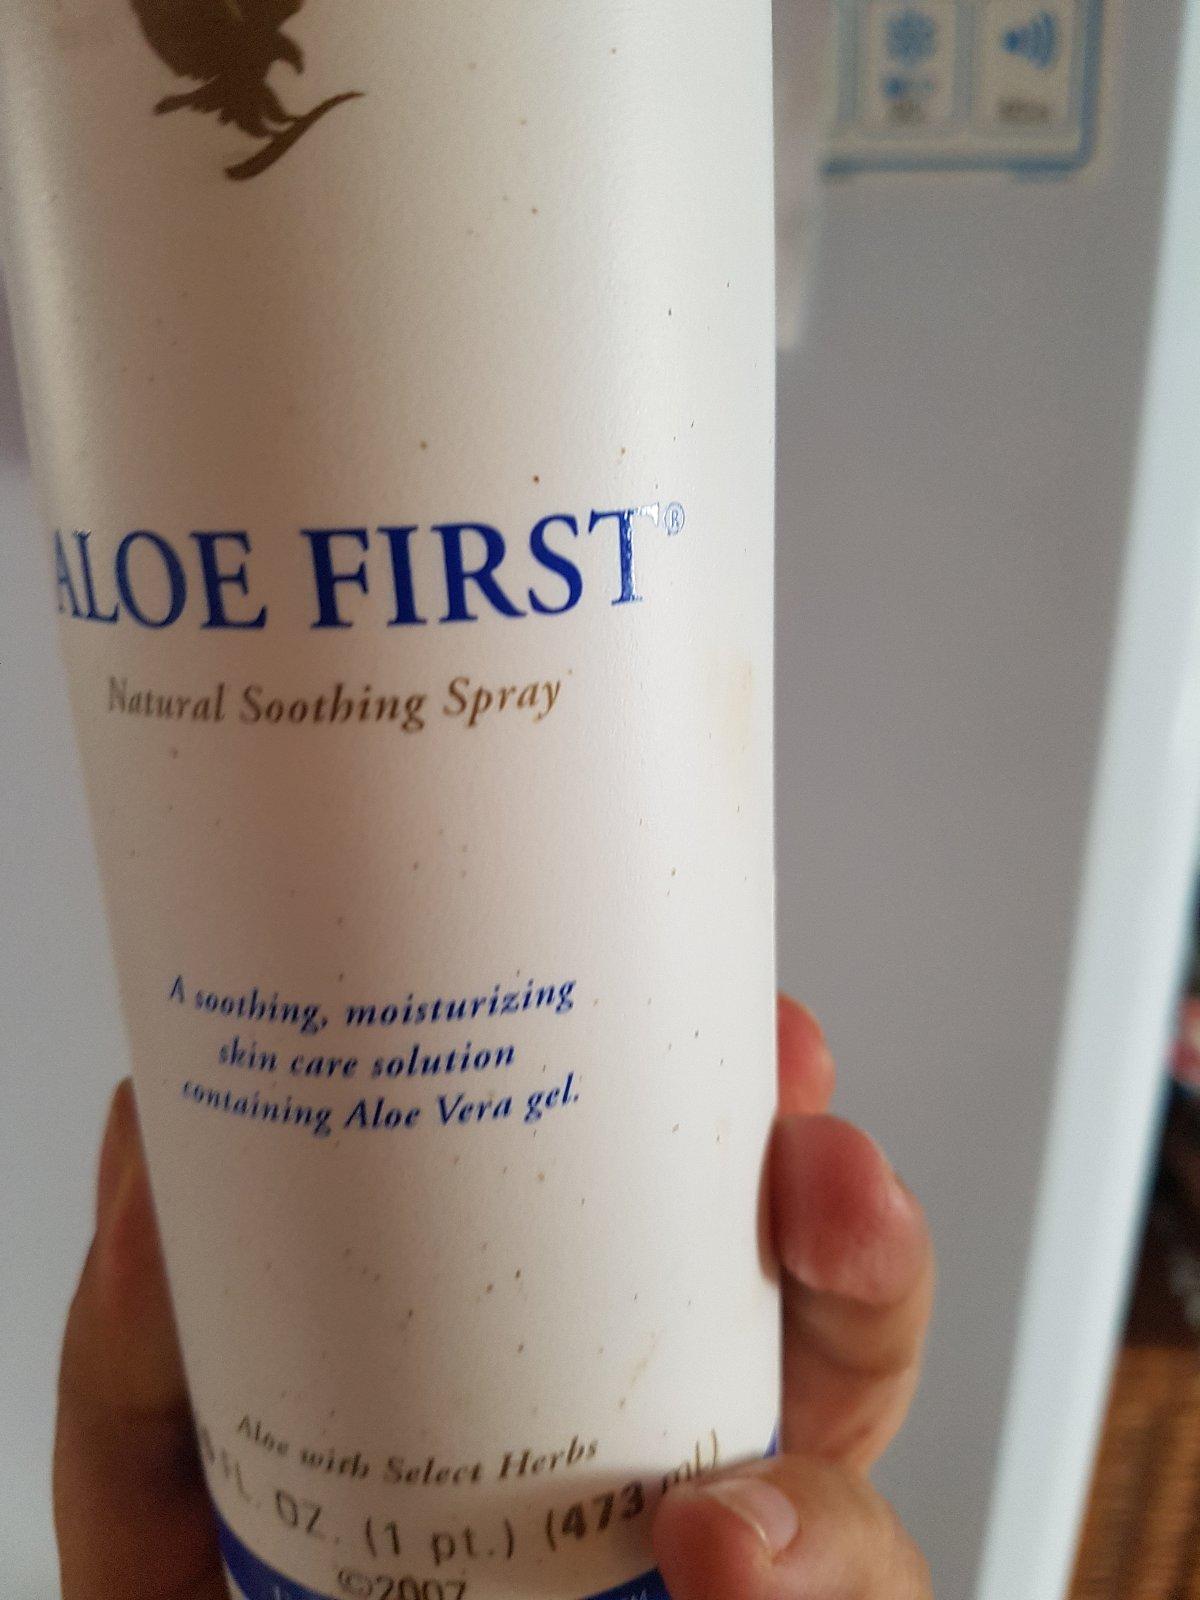 ALOE FIRST®
Natural Soothing Spray
A soothing, moisturizing
skin care solution
containing Aloe Vera gel.
Aloe with Select Herbs
FL. OZ. (1 pt.) (473 ml)
©2007